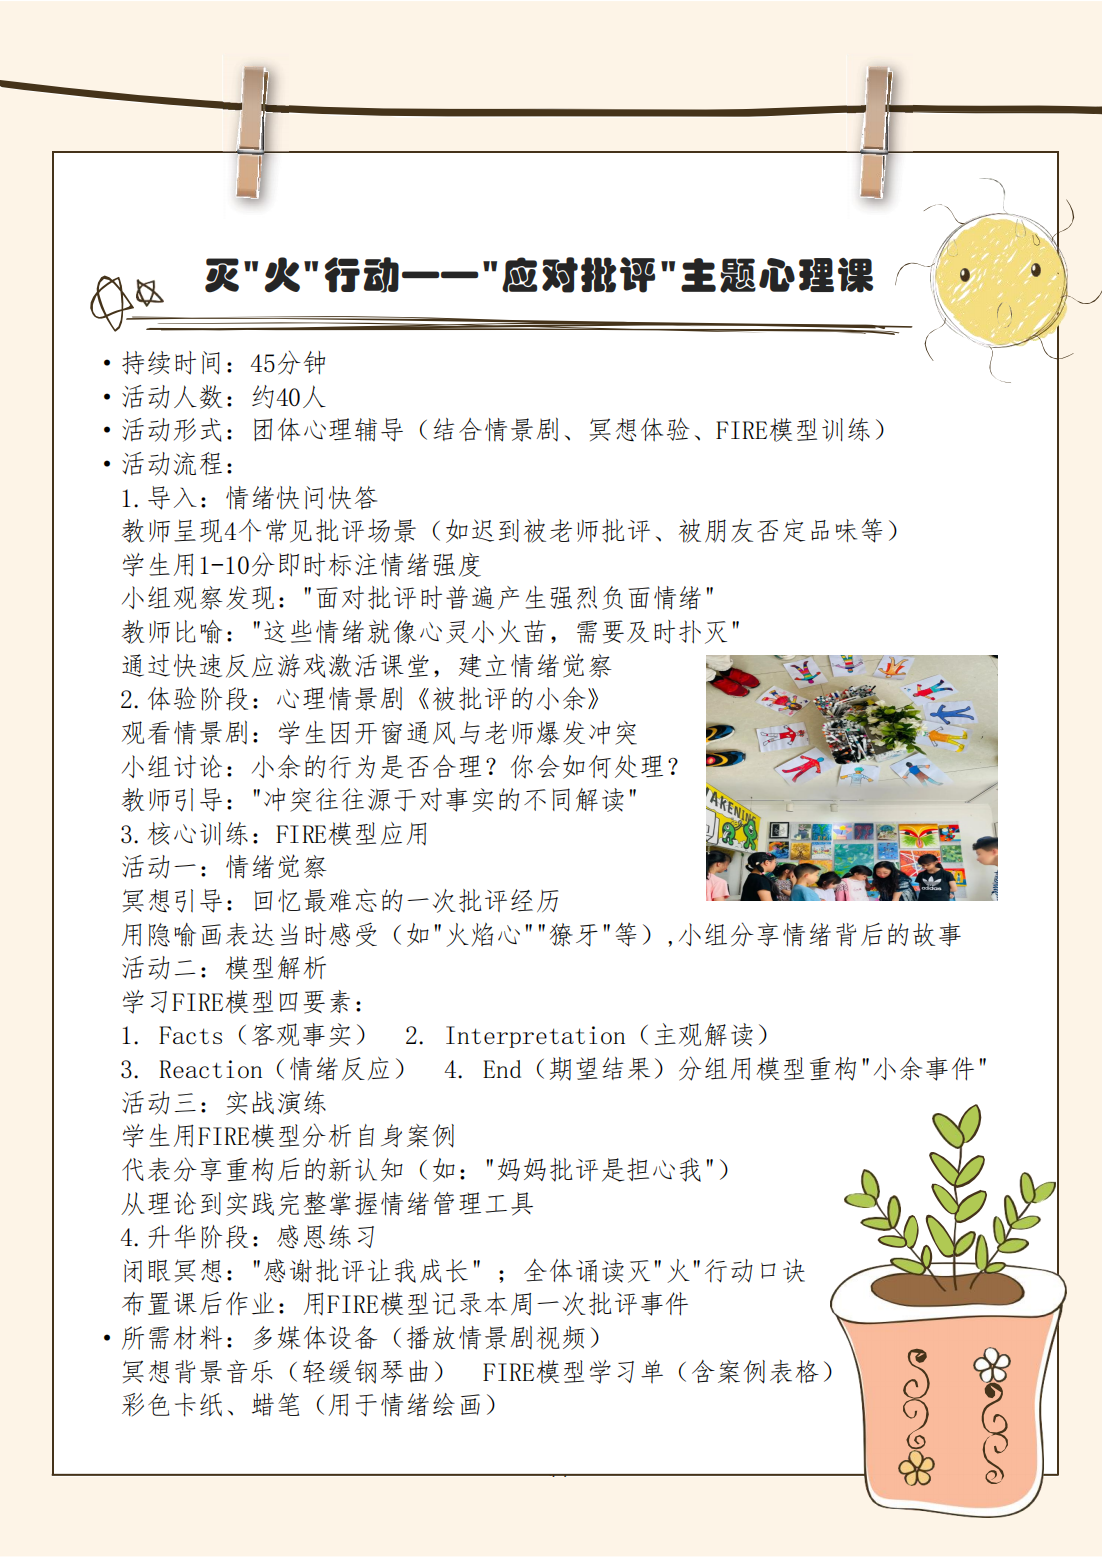 灭"火"行动——"应对批评"主题心理课
•持续时间：45分钟
•活动人数：约40人
•活动形式：团体心理辅导（结合情景剧、冥想体验、FIRE模型训练）
•活动流程：
1.导入：情绪快问快答
教师呈现4个常见批评场景（如迟到被老师批评、被朋友否定品味等）
学生用1-10分即时标注情绪强度
小组观察发现："面对批评时普遍产生强烈负面情绪"
教师比喻："这些情绪就像心灵小火苗，需要及时扑灭"
通过快速反应游戏激活课堂，建立情绪觉察
2.体验阶段：心理情景剧《被批评的小余》
观看情景剧：学生因开窗通风与老师爆发冲突
小组讨论：小余的行为是否合理？你会如何处理？
教师引导："冲突往往源于对事实的不同解读"
3.核心训练：FIRE模型应用
活动一：情绪觉察
冥想引导：回忆最难忘的一次批评经历
用隐喻画表达当时感受（如"火焰心""獠牙"等）,小组分享情绪背后的故事
活动二：模型解析
学习FIRE模型四要素：
1. Facts（客观事实） 2. Interpretation（主观解读）
3. Reaction（情绪反应） 4. End（期望结果）分组用模型重构"小余事件"
活动三：实战演练
学生用FIRE模型分析自身案例
代表分享重构后的新认知（如："妈妈批评是担心我"）
从理论到实践完整掌握情绪管理工具
4.升华阶段：感恩练习
闭眼冥想："感谢批评让我成长" ；全体诵读灭"火"行动口诀
布置课后作业：用FIRE模型记录本周一次批评事件
•所需材料：多媒体设备（播放情景剧视频）
冥想背景音乐（轻缓钢琴曲） FIRE模型学习单（含案例表格）
彩色卡纸、蜡笔（用于情绪绘画）
adidas